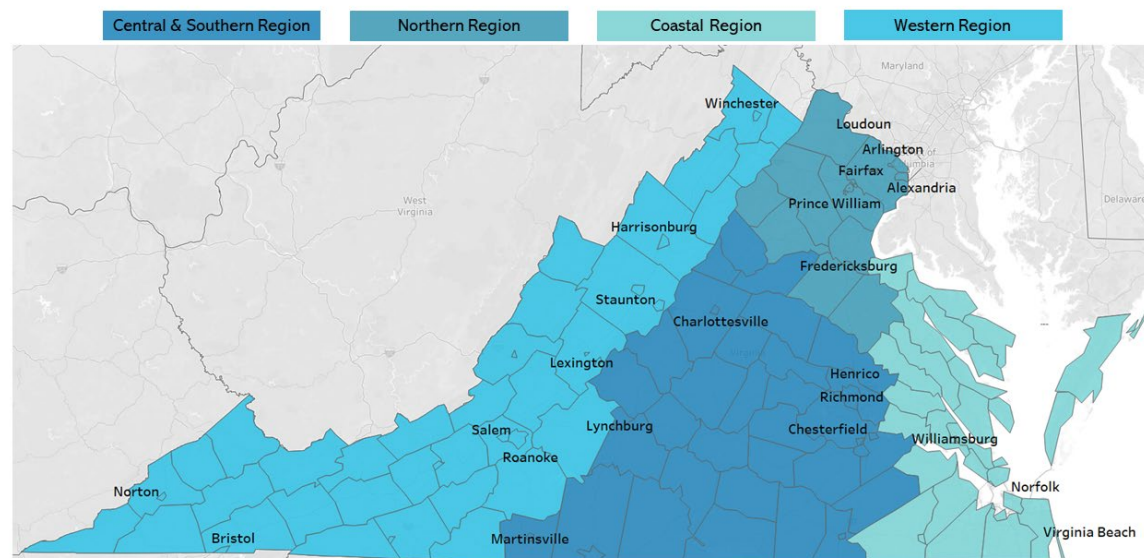 Central & Southern Region
Northern Region
Coastal Region
Western Region
Maryland
Winchester
Loudoun
Arlington
Fairfax
Alexandria
West
Virginia
Prince William
Delaware
Harrisonburg
Fredericksburg
Staunton
Charlottesville
Lexington
Henrico
Richmond
Lynchburg
Salem
Chesterfield
Williamsburg
Roanoke
Norton
Norfolk
Bristol
Martinsville
Virginia Beach